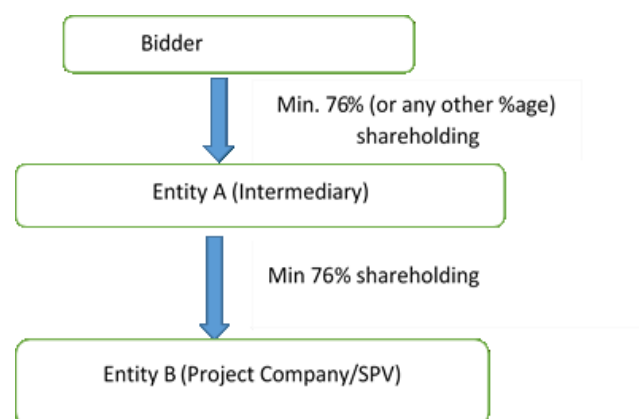 Bidder
Min. 76% (or any other %age)
shareholding
Entity A (Intermediary)
Min 76% shareholding
Entity B (Project Company/SPV)